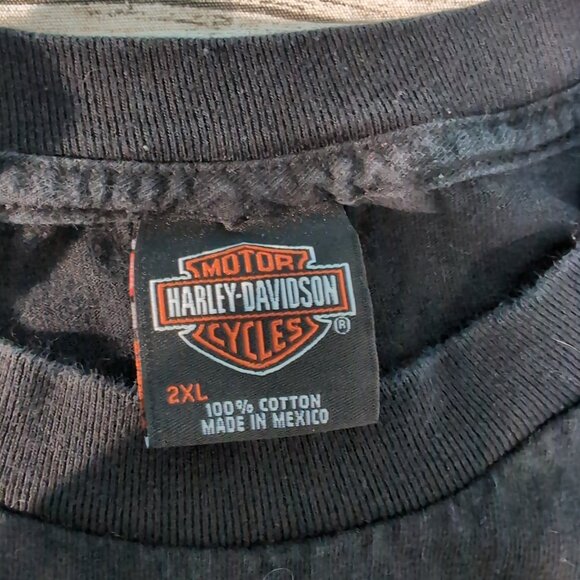 MOTOR
HARLEY-DAVIDSON
CYCLES
®
2XL
100% COTTON
MADE IN MEXICO